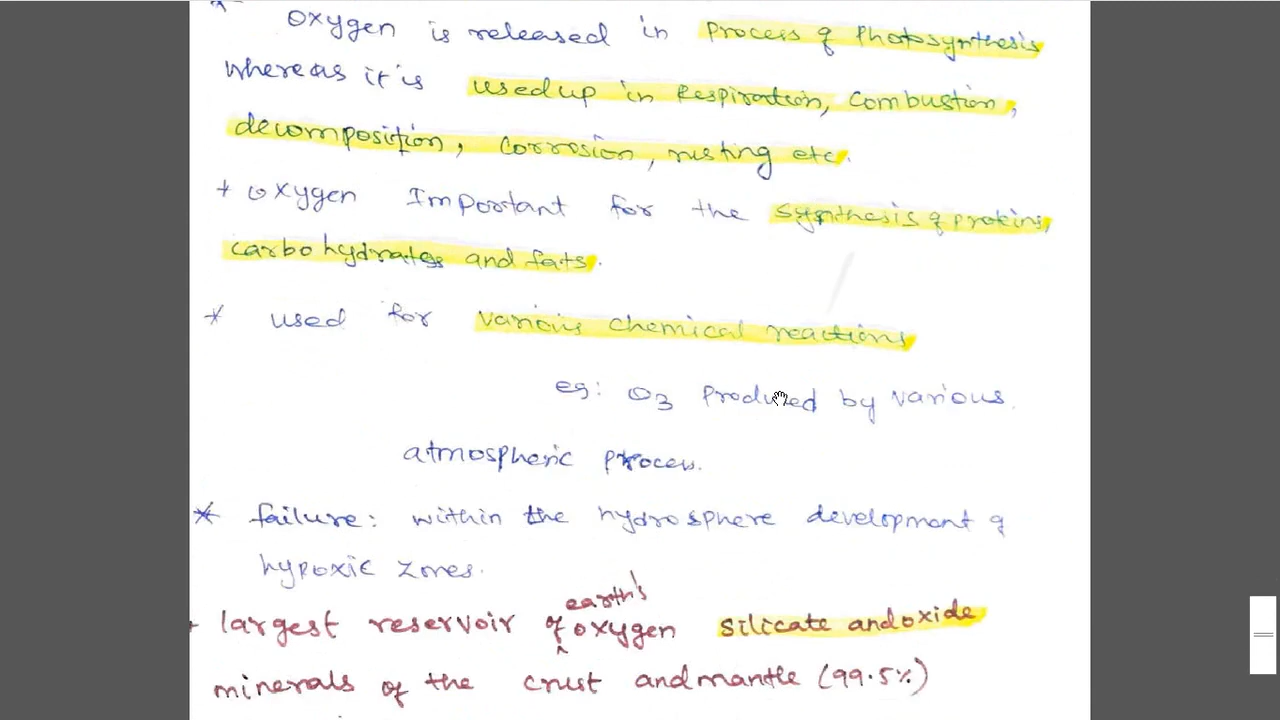 * Oxygen is released in process of photosynthesis
whereas it is used up in respiration, combustion,
decomposition, corrosion, rusting etc.
+ Oxygen Important for the synthesis of proteins,
carbohydrates and fats.
* used for various chemical reactions
eg: O3 Produced by various
atmospheric process.
* failure: within the hydrosphere development of
hypoxic zones.
+ largest reservoir of earth's oxygen silicate and oxide
minerals of the crust and mantle (99.5%)